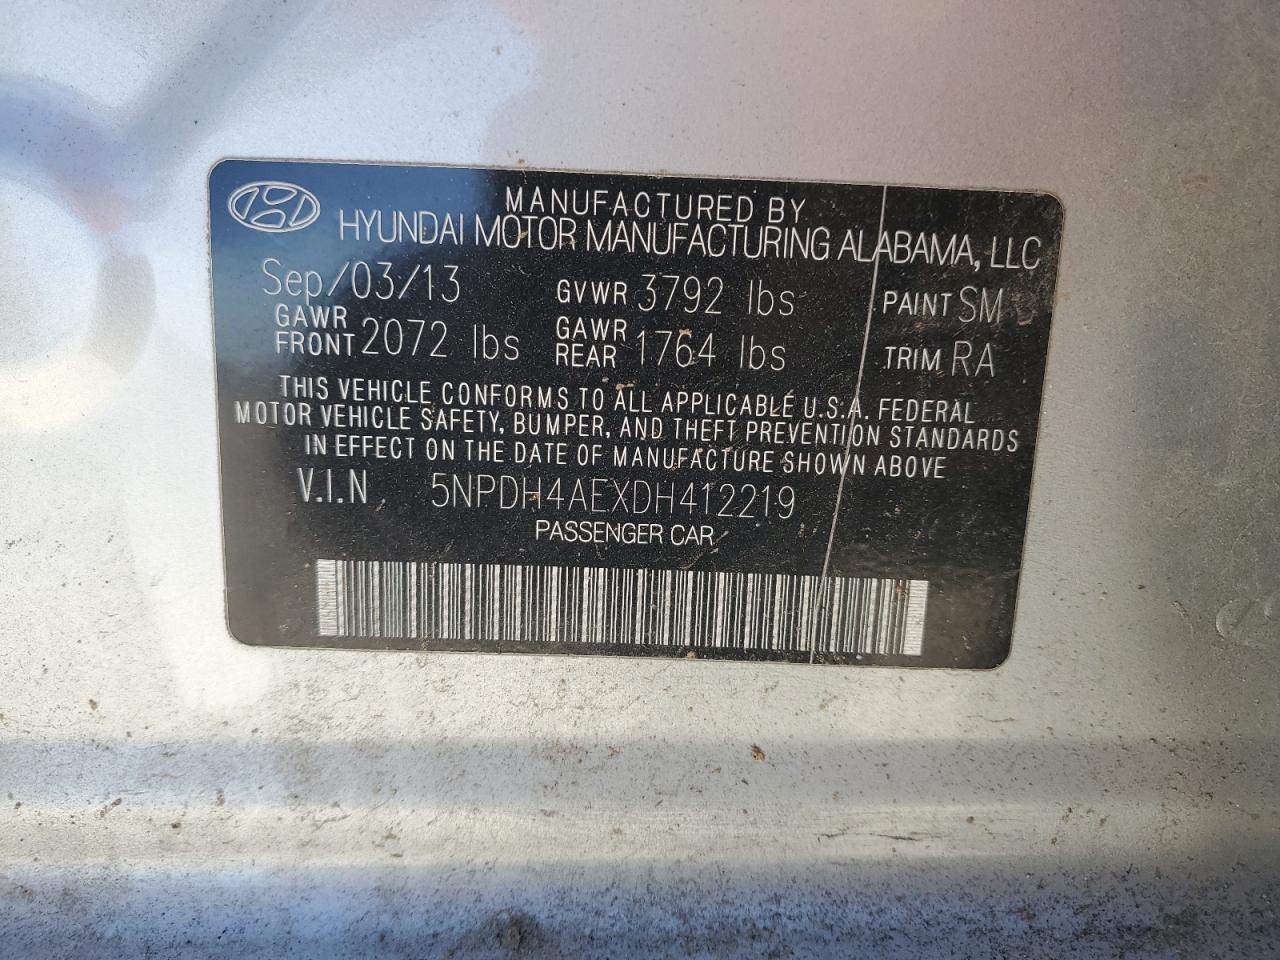 MANUFACTURED BY
HYUNDAI MOTOR MANUFACTURING ALABAMA, LLC
Sep/03/13 GVWR 3792 lbs PAINT SM
GAWR FRONT 2072 lbs GAWR REAR 1764 lbs TRIM RA
THIS VEHICLE CONFORMS TO ALL APPLICABLE U.S.A. FEDERAL
MOTOR VEHICLE SAFETY, BUMPER, AND THEFT PREVENTION STANDARDS
IN EFFECT ON THE DATE OF MANUFACTURE SHOWN ABOVE
V.I.N 5NPDH4AEXDH412219
PASSENGER CAR